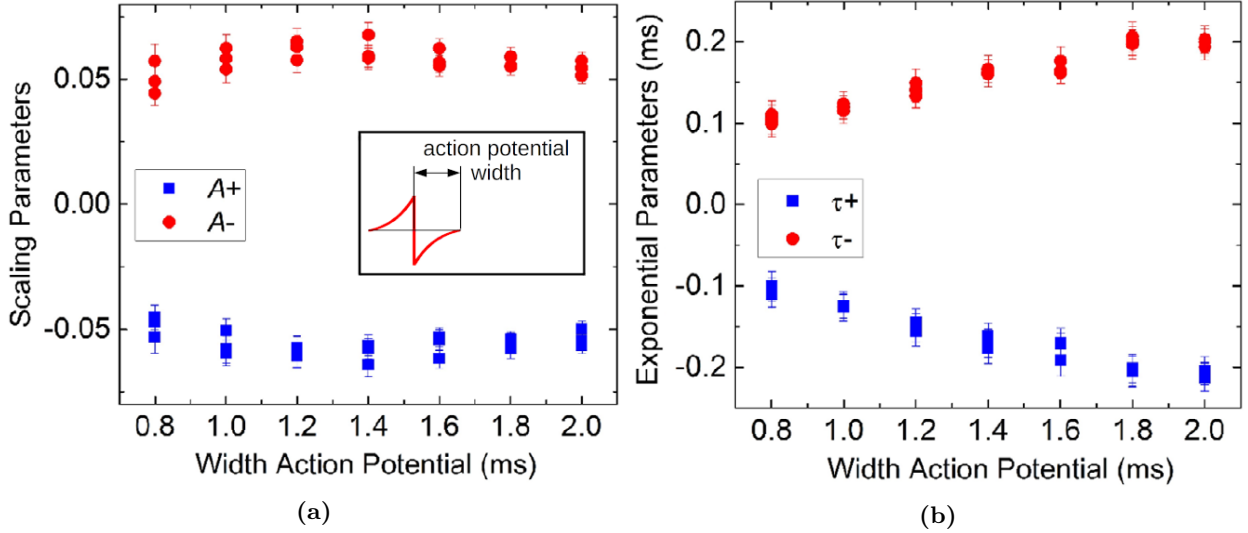 Scaling Parameters
0.05
0.00
-0.05
A+
A-
action potential
width
0.8 1.0 1.2 1.4 1.6 1.8 2.0
Width Action Potential (ms)
(a)
Exponential Parameters (ms)
0.2
0.1
0.0
-0.1
-0.2
τ+
τ-
0.8 1.0 1.2 1.4 1.6 1.8 2.0
Width Action Potential (ms)
(b)